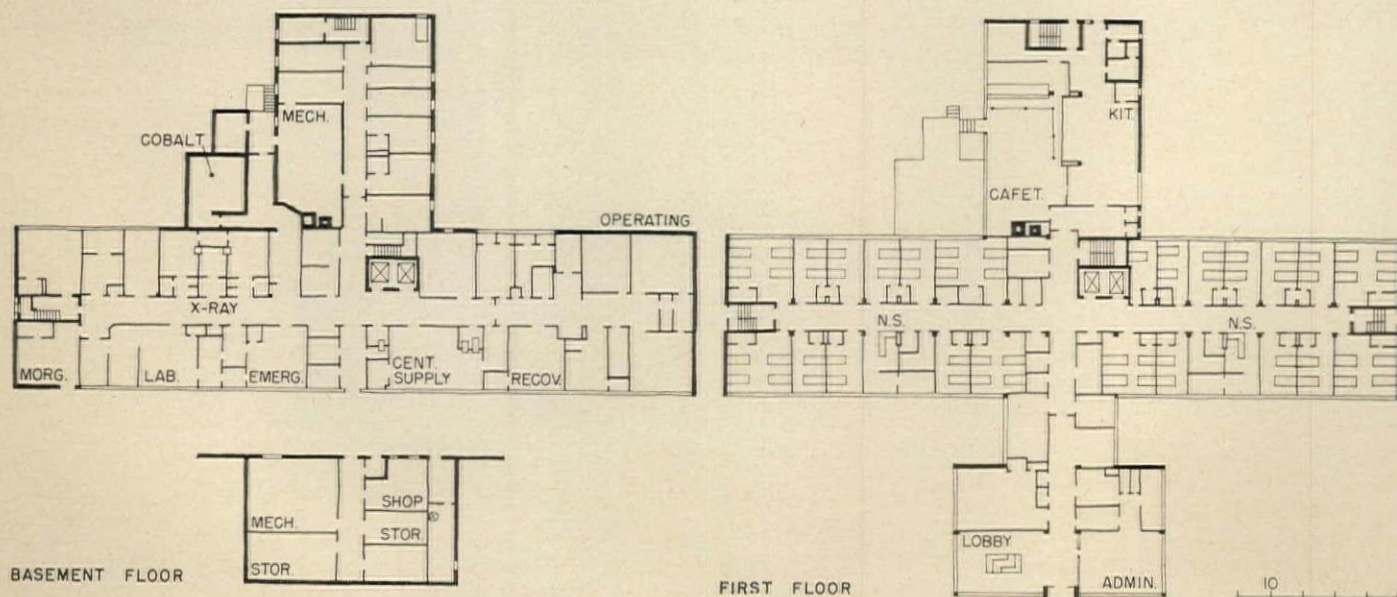 MECH.
COBALT
OPERATING
X-RAY
MORG.
LAB.
EMERG.
CENT.
SUPPLY
RECOV.
MECH.
SHOP
STOR.
STOR.
BASEMENT FLOOR
KIT.
CAFET.
N.S.
N.S.
LOBBY
ADMIN.
FIRST FLOOR
10